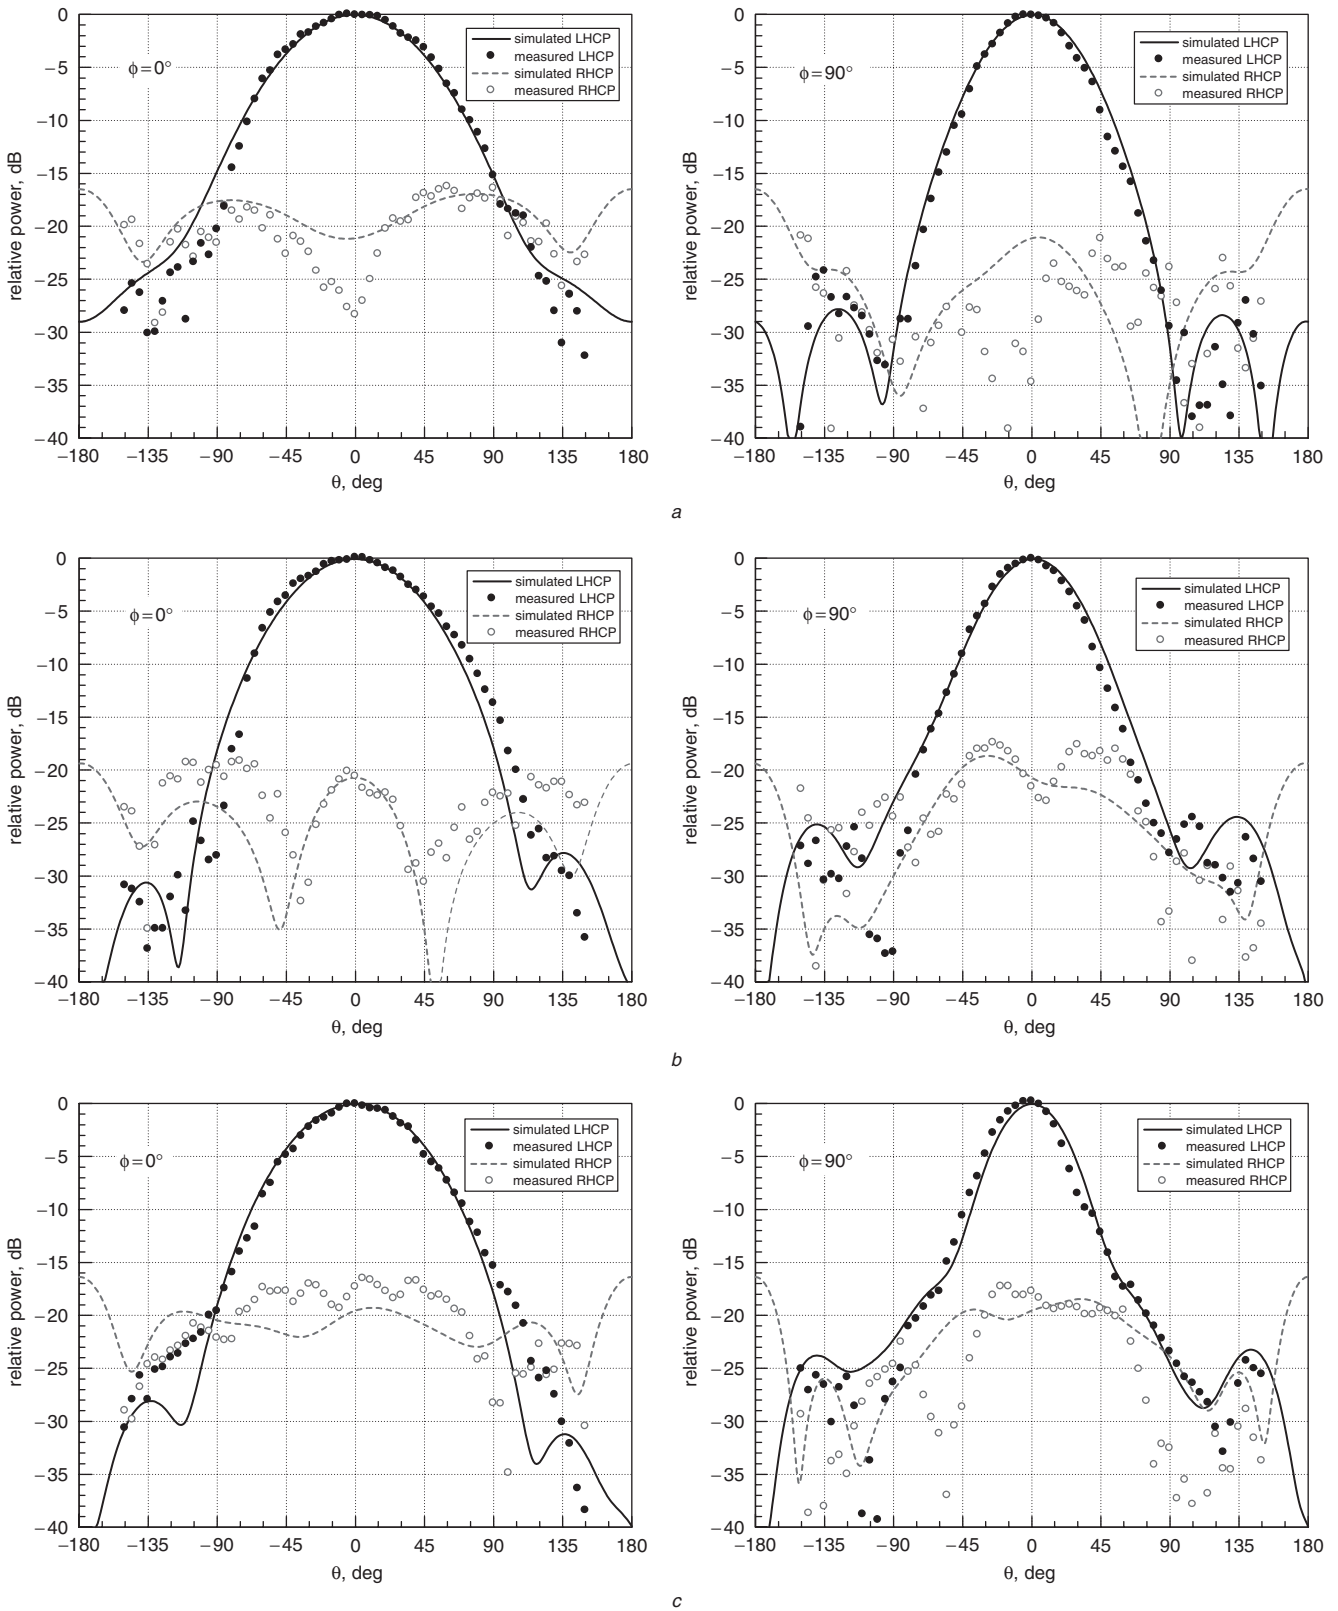 0
−5
−10
−15
−20
−25
−30
−35
−40
relative power, dB
ϕ=0°
simulated LHCP
measured LHCP
simulated RHCP
measured RHCP
−180 −135 −90 −45 0 45 90 135 180
θ, deg
0
−5
−10
−15
−20
−25
−30
−35
−40
relative power, dB
ϕ=90°
simulated LHCP
measured LHCP
simulated RHCP
measured RHCP
−180 −135 −90 −45 0 45 90 135 180
θ, deg
a
0
−5
−10
−15
−20
−25
−30
−35
−40
relative power, dB
ϕ=0°
simulated LHCP
measured LHCP
simulated RHCP
measured RHCP
−180 −135 −90 −45 0 45 90 135 180
θ, deg
0
−5
−10
−15
−20
−25
−30
−35
−40
relative power, dB
ϕ=90°
simulated LHCP
measured LHCP
simulated RHCP
measured RHCP
−180 −135 −90 −45 0 45 90 135 180
θ, deg
b
0
−5
−10
−15
−20
−25
−30
−35
−40
relative power, dB
ϕ=0°
simulated LHCP
measured LHCP
simulated RHCP
measured RHCP
−180 −135 −90 −45 0 45 90 135 180
θ, deg
0
−5
−10
−15
−20
−25
−30
−35
−40
relative power, dB
ϕ=90°
simulated LHCP
measured LHCP
simulated RHCP
measured RHCP
−180 −135 −90 −45 0 45 90 135 180
θ, deg
c